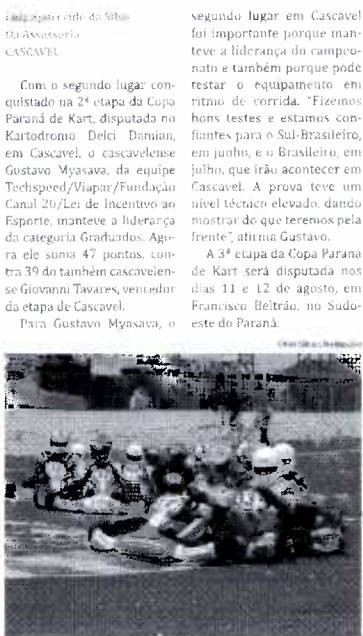 da Silva
Da Assessoria
CASCAVEL
Com o segundo lugar con-
quistado na 2ª etapa da Copa
Paraná de Kart, disputada no
Kartódromo Delci Damian,
em Cascavel, o cascavelense
Gustavo Myasava, da equipe
Techspeed/Viapar/Fundação
Canal 20/Lei de Incentivo ao
Esporte, manteve a liderança
da categoria Graduados. Ago-
ra ele soma 47 pontos, con-
tra 39 do também cascavelen-
se Giovanni Tavares, vencedor
da etapa de Cascavel.
Para Gustavo Myasava, o
segundo lugar em Cascavel
foi importante porque man-
teve a liderança do campeo-
nato e também porque pode
testar o equipamento em
ritmo de corrida. "Fizemos
bons testes e estamos con-
fiantes para o Sul-Brasileiro,
em junho, e o Brasileiro, em
julho, que irão acontecer em
Cascavel. A prova teve um
nível técnico elevado, dando
mostrar do que teremos pela
frente", afirma Gustavo.
A 3ª etapa da Copa Paraná
de Kart será disputada nos
dias 11 e 12 de agosto, em
Francisco Beltrão, no Sudo-
este do Paraná.